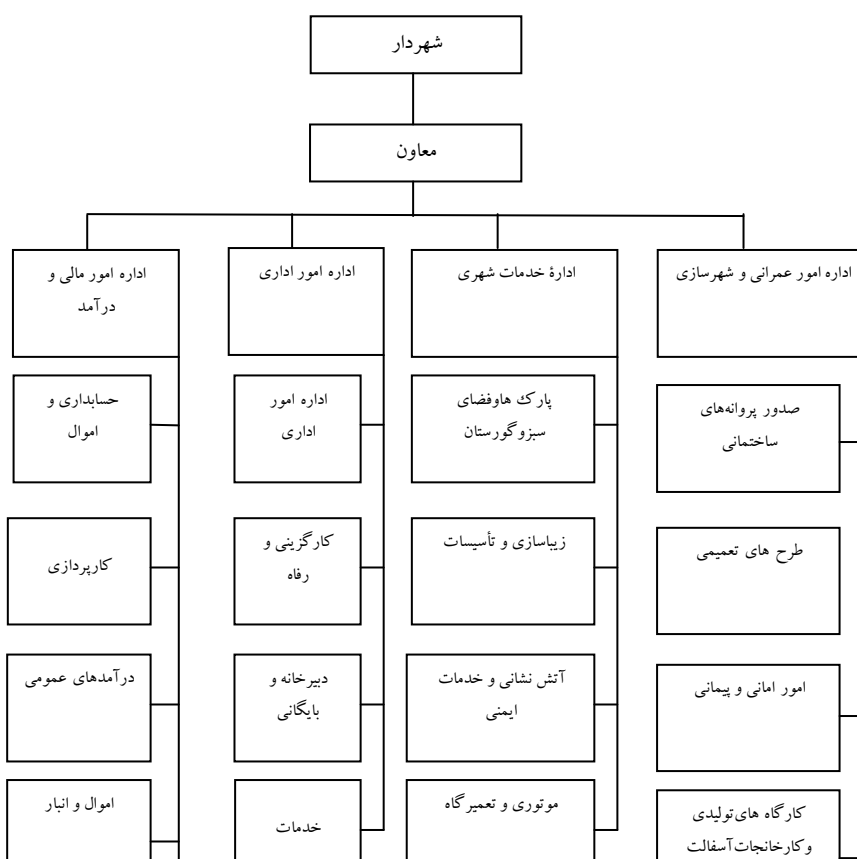 شهردار
معاون
اداره امور عمرانی و شهرسازی
ادارۀ خدمات شهری
اداره امور اداری
اداره امور مالی و
درآمد
صدور پروانه‌های
ساختمانی
پارک هاوفضای
سبزوگورستان
اداره امور
اداری
حسابداری و
اموال
طرح های تعمیمی
زیباسازی و تأسیسات
کارگزینی و
رفاه
کارپردازی
امور امانی و پیمانی
آتش نشانی و خدمات
ایمنی
دبیرخانه و
بایگانی
درآمدهای عمومی
کارگاه های‌تولیدی
وکارخانجات‌آسفالت
موتوری و تعمیرگاه
خدمات
اموال و انبار